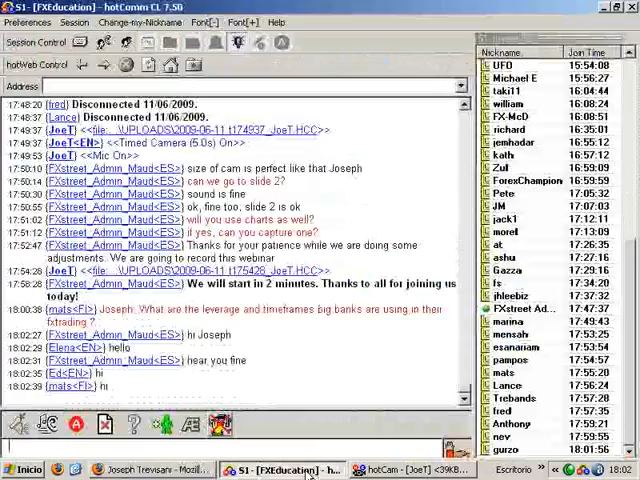 S1- [FXEducation] - hotComm CL 7.50
Preferences Session Change-my-Nickname Font[-] Font[+] Help
Session Control
hotWeb Control
Address
17:48:20 {fred} Disconnected 11/06/2009.
17:48:37 {Lance} Disconnected 11/06/2009.
17:49:37 {JoeT} <<file:...\UPLOADS\2009-06-11 t174937_JoeT.HCC>>
17:49:37 {JoeT<EN>} <<Timed Camera (5.0s) On>>
17:49:53 {JoeT} <<Mic On>>
17:50:10 {FXstreet_Admin_Maud<ES>} size of cam is perfect like that Joseph
17:50:14 {FXstreet_Admin_Maud<ES>} can we go to slide 2?
17:50:30 {FXstreet_Admin_Maud<ES>} sound is fine
17:50:55 {FXstreet_Admin_Maud<ES>} ok, fine too, slide 2 is ok
17:51:02 {FXstreet_Admin_Maud<ES>} will you use charts as well?
17:51:12 {FXstreet_Admin_Maud<ES>} if yes, can you capture one?
17:52:47 {FXstreet_Admin_Maud<ES>} Thanks for your patience while we are doing some
adjustments. We are going to record this webinar
17:54:28 {JoeT} <<file:...\UPLOADS\2009-06-11 t175428_JoeT.HCC>>
17:58:28 {FXstreet_Admin_Maud<ES>} We will start in 2 minutes. Thanks to all for joining us
today!
18:00:38 {mats<FI>} Joseph: What are the leverage and timeframes big banks are using in their
fxtrading ?
18:02:27 {FXstreet_Admin_Maud<ES>} hi Joseph
18:02:29 {Elena<EN>} hello
18:02:31 {FXstreet_Admin_Maud<ES>} hear you fine
18:02:35 {Ed<EN>} hi
18:02:39 {mats<FI>} hi
Nickname Join Time
UFO 15:54:08
Michael E 15:56:27
taki11 16:04:44
william 16:08:24
FX-McD 16:08:24
richard 16:35:01
jemhadar 16:42:01
kath 16:57:12
Zul 16:59:09
ForexChampion 16:59:59
Pete 17:05:32
JM 17:07:03
jack1 17:12:11
morel 17:13:09
at 17:26:35
ashu 17:27:16
Gazza 17:29:16
fs 17:34:12
jhleebiz 17:37:32
FXstreet Ad... 17:47:37
marina 17:49:43
mensah 17:53:35
esanariam 17:54:34
pampos 17:54:57
mats 17:55:20
Lance 17:56:59
Trebands 17:57:28
fred 17:57:35
Anthony 17:59:21
nev 17:59:35
gurzo 18:01:56
Inicio
Joseph Trevisani - Mozill...
S1- [FXEducation] - h...
hotCam - [JoeT] <39KB...
Escritorio
»
18:02